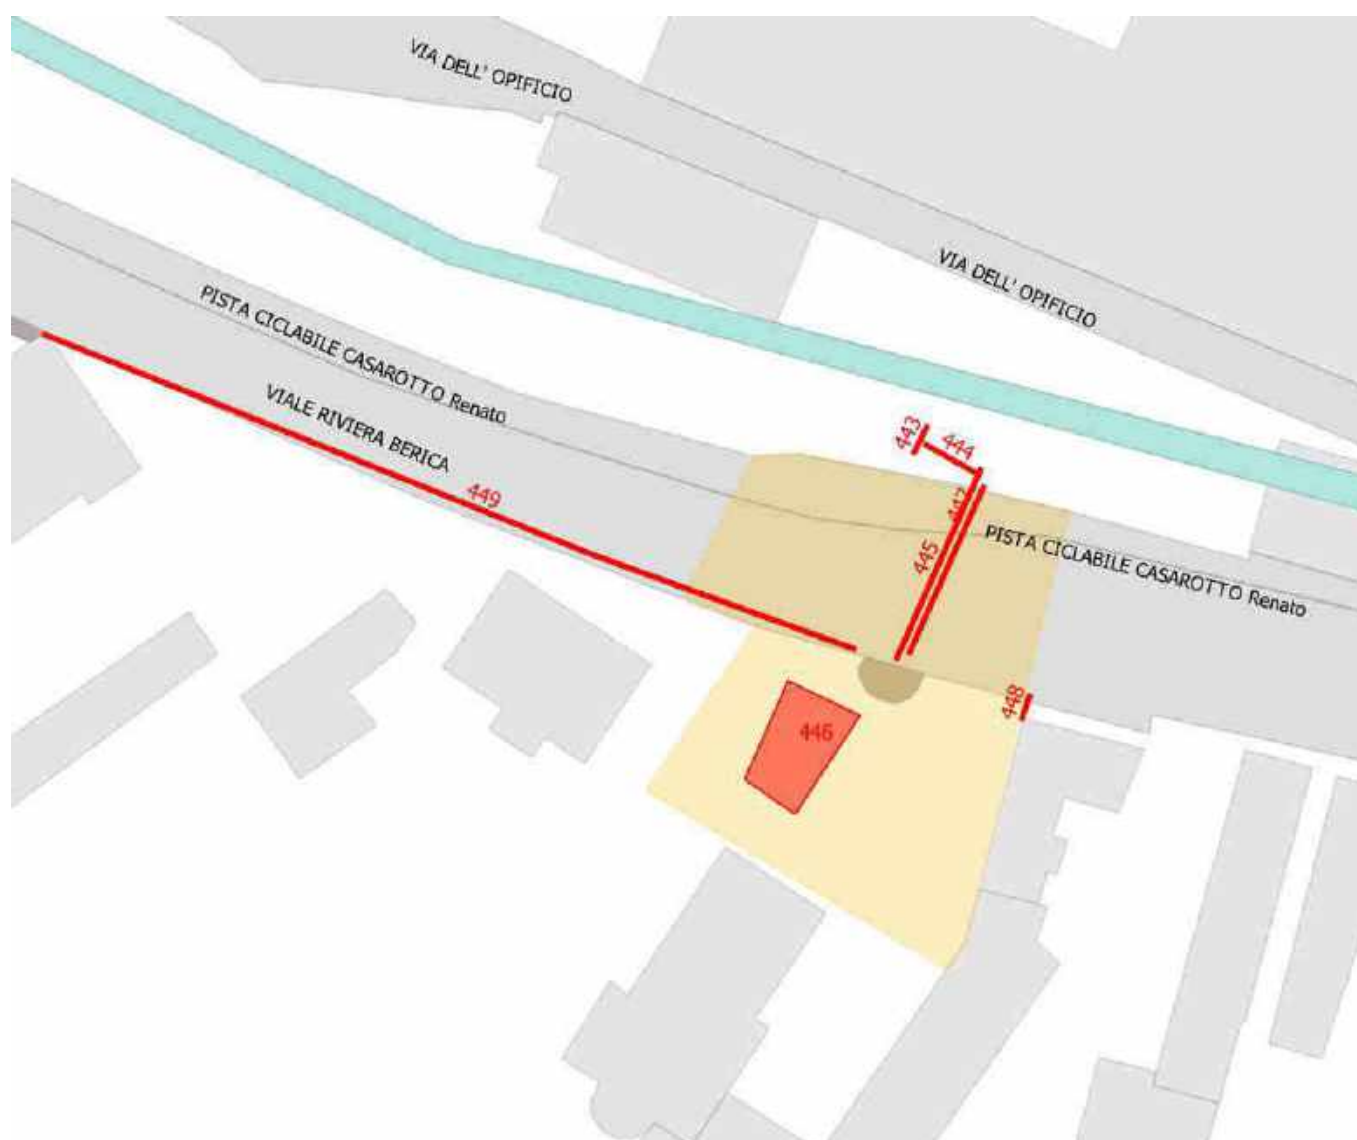 VIA DELL' OPIFICIO
VIA DELL' OPIFICIO
PISTA CICLABILE CASAROTTO Renato
VIALE RIVIERA BERICA
443
444
449
447
445
PISTA CICLABILE CASAROTTO Renato
448
446